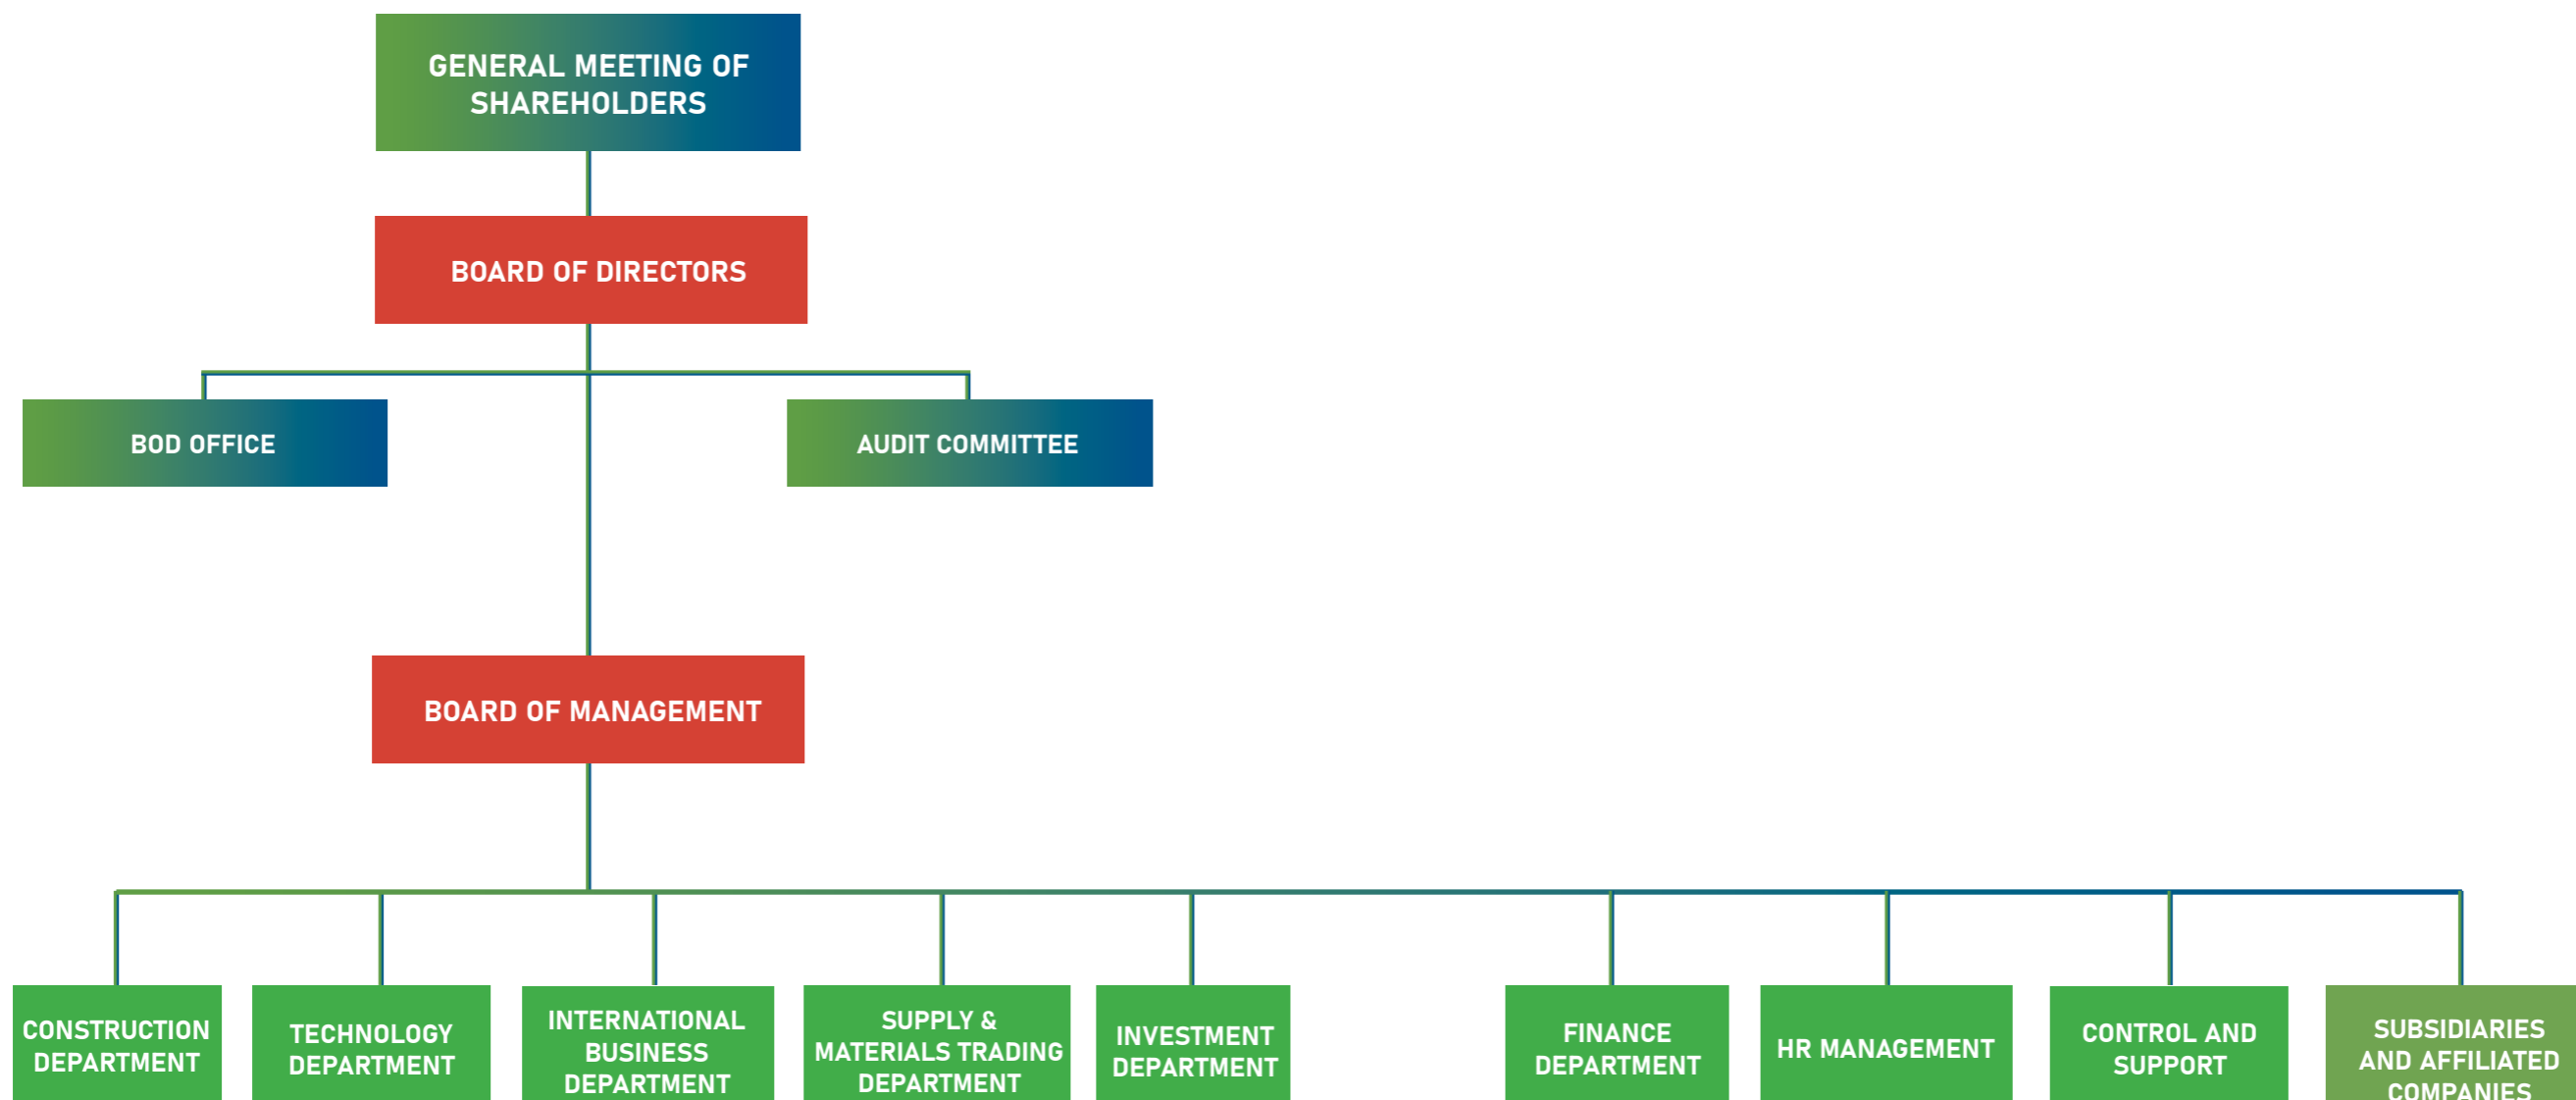 GENERAL MEETING OF
SHAREHOLDERS
BOARD OF DIRECTORS
BOD OFFICE
AUDIT COMMITTEE
BOARD OF MANAGEMENT
CONSTRUCTION
DEPARTMENT
TECHNOLOGY
DEPARTMENT
INTERNATIONAL
BUSINESS
DEPARTMENT
SUPPLY &
MATERIALS TRADING
DEPARTMENT
INVESTMENT
DEPARTMENT
FINANCE
DEPARTMENT
HR MANAGEMENT
CONTROL AND
SUPPORT
SUBSIDIARIES
AND AFFILIATED
COMPANIES